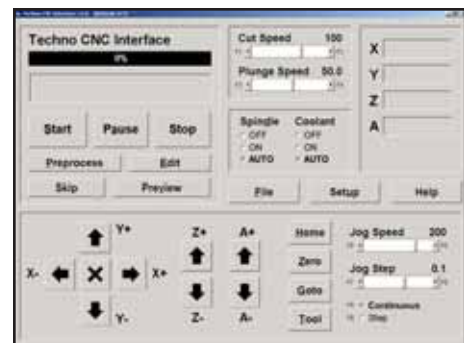 Techno CNC Interface
0%
Start Pause Stop
Preprocess Edit
Skip Preview
Cut Speed 100
Plunge Speed 50.0
Spindle Coolant
OFF OFF
ON ON
AUTO AUTO
X
Y
Z
A
File Setup Help
Y+
X- X+
Y-
Z+ A+
Z- A-
Home
Zero
Goto
Tool
Jog Speed 200
Jog Step 0.1
Continuous
Step